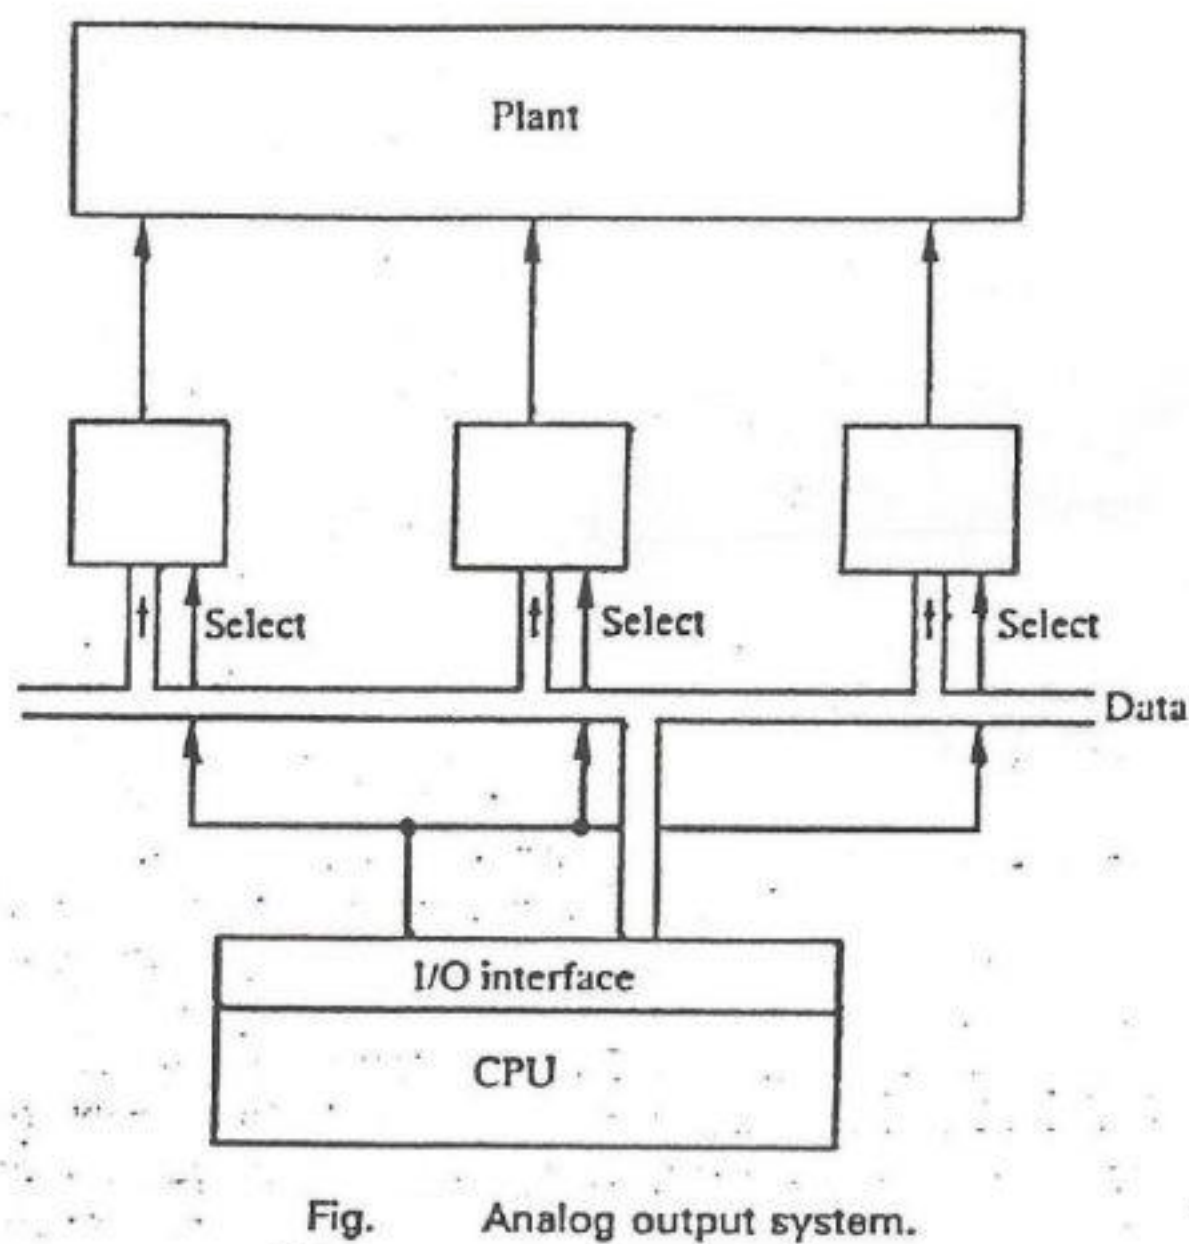 Plant
Select
Select
Select
Data
I/O interface
CPU
Fig. Analog output system.